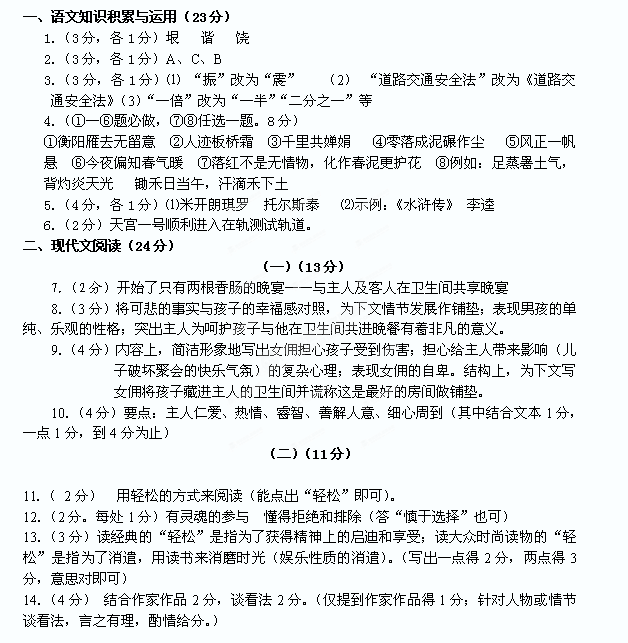 一、语文知识积累与运用（23分）
1.（3分，各1分）垠 谐 饶
2.（3分，各1分）A、C、B
3.（3分，各1分）⑴ “振”改为“震” （2） “道路交通安全法”改为《道路交
通安全法》（3）“一倍”改为“一半”“二分之一”等
4.（①—⑥题必做，⑦⑧任选一题。8分）
①衡阳雁去无留意 ②人迹板桥霜 ③千里共婵娟 ④零落成泥碾作尘 ⑤风正一帆
悬 ⑥今夜偏知春气暖 ⑦落红不是无情物，化作春泥更护花 ⑧例如：足蒸暑土气，
背灼炎天光 锄禾日当午，汗滴禾下土
5.（4分，各1分）⑴米开朗琪罗 托尔斯泰 ⑵示例：《水浒传》 李逵
6.（2分）天宫一号顺利进入在轨测试轨道。
二、现代文阅读（24分）
（一）（13分）
7.（2分）开始了只有两根香肠的晚宴——与主人及客人在卫生间共享晚宴
8.（3分）将可悲的事实与孩子的幸福感对照，为下文情节发展作铺垫；表现男孩的单
纯、乐观的性格；突出主人为呵护孩子与他在卫生间共进晚餐有着非凡的意义。
9.（4分）内容上，简洁形象地写出女佣担心孩子受到伤害；担心给主人带来影响（儿
子破坏聚会的快乐气氛）的复杂心理；表现女佣的自卑。结构上，为下文写
女佣将孩子藏进主人的卫生间并谎称这是最好的房间做铺垫。
10.（4分）要点：主人仁爱、热情、睿智、善解人意、细心周到（其中结合文本1分，
一点1分，到4分为止）
（二）（11分）
11.（ 2分） 用轻松的方式来阅读（能点出“轻松”即可）。
12.（2分。每处1分）有灵魂的参与 懂得拒绝和排除（答“慎于选择”也可）
13.（3分）读经典的“轻松”是指为了获得精神上的启迪和享受；读大众时尚读物的“轻
松”是指为了消遣，用读书来消磨时光（娱乐性质的消遣）。（写出一点得2分，两点得3
分，意思对即可）
14.（4分） 结合作家作品2分，谈看法2分。（仅提到作家作品得1分；针对人物或情节
谈看法，言之有理，酌情给分。）